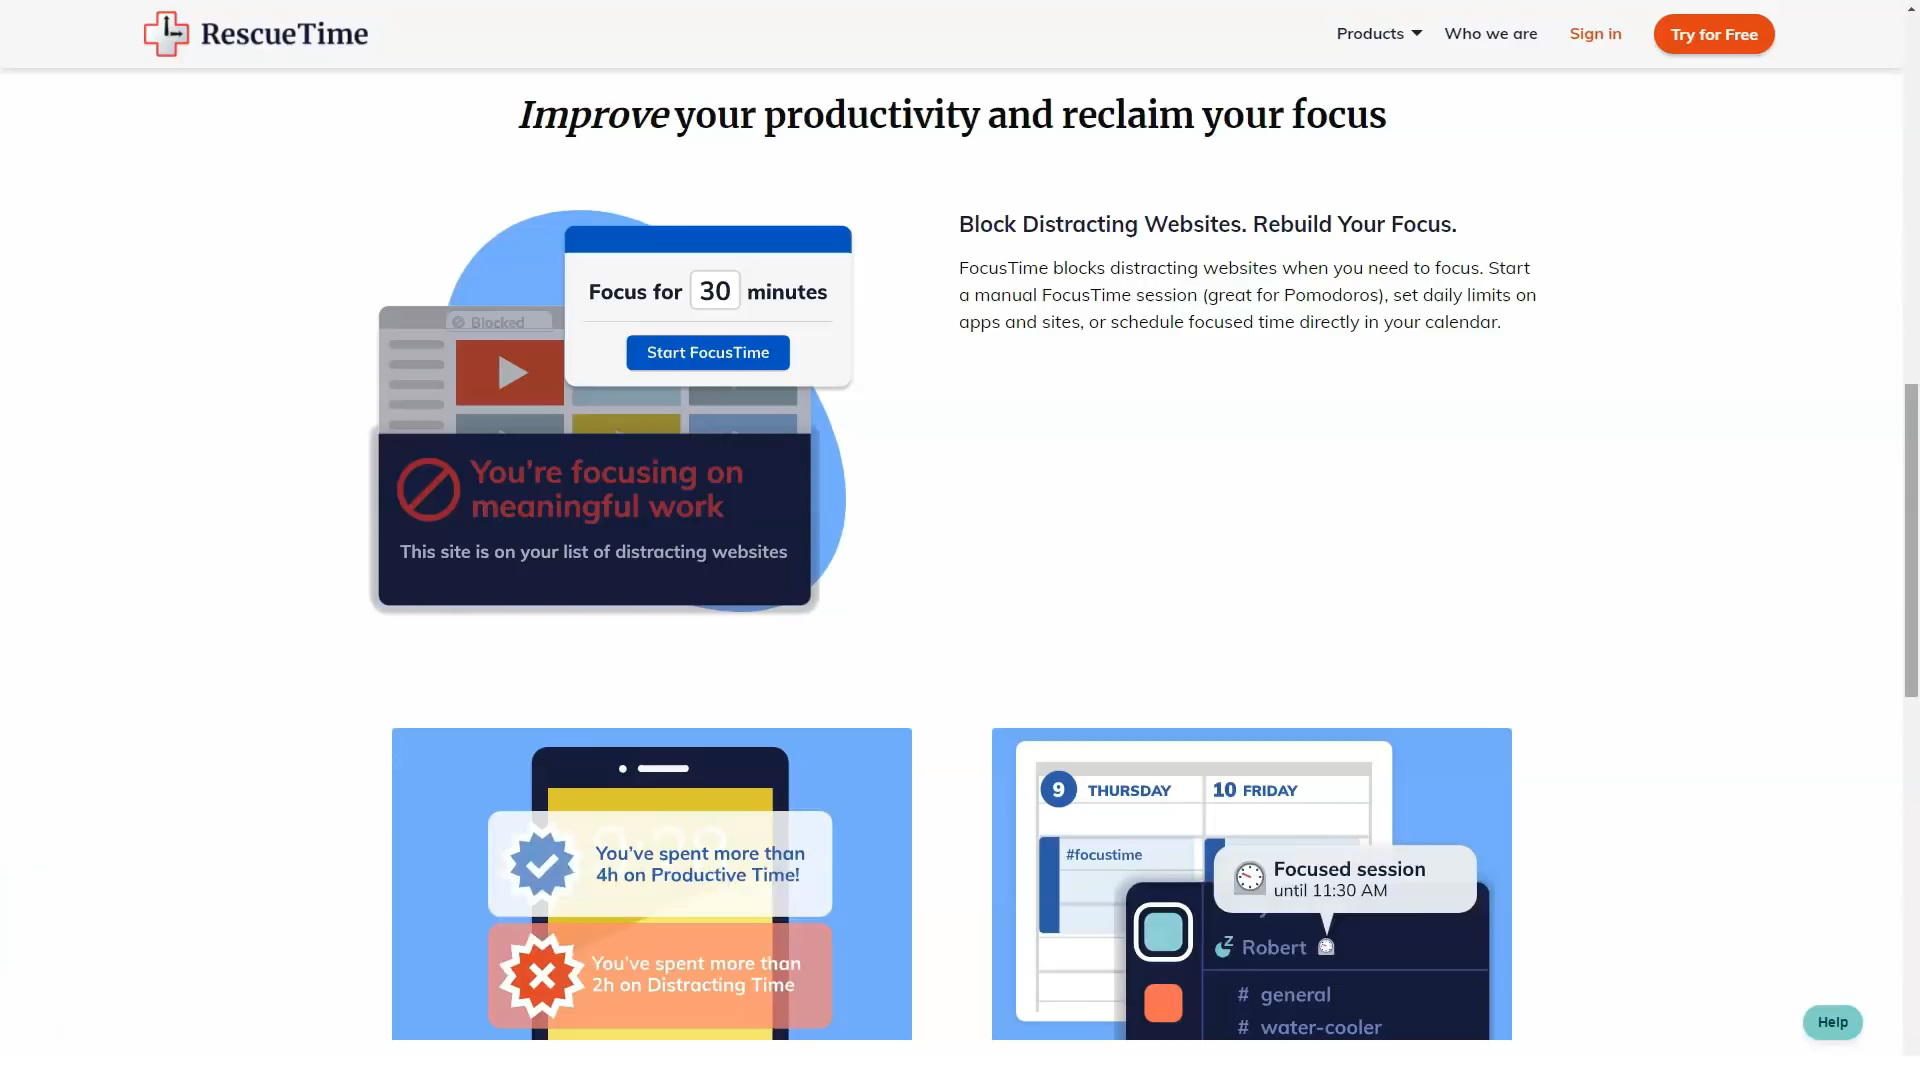 RescueTime
Products
Who we are
Sign in
Try for Free
Improve your productivity and reclaim your focus
Focus for 30 minutes
Start FocusTime
Blocked
You're focusing on
meaningful work
This site is on your list of distracting websites
Block Distracting Websites. Rebuild Your Focus.
FocusTime blocks distracting websites when you need to focus. Start
a manual FocusTime session (great for Pomodoros), set daily limits on
apps and sites, or schedule focused time directly in your calendar.
You've spent more than
4h on Productive Time!
You've spent more than
2h on Distracting Time
9 THURSDAY
10 FRIDAY
#focustime
Focused session
until 11:30 AM
z
Robert
# general
# water-cooler
Help